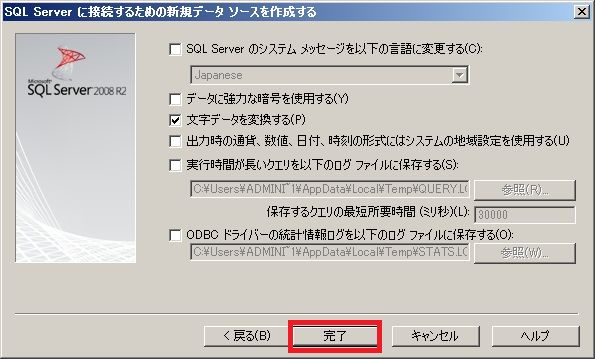 SQL Server に接続するための新規データ ソースを作成する
Microsoft
SQL Server 2008 R2
SQL Server のシステム メッセージを以下の言語に変更する(C):
Japanese
データに強力な暗号を使用する(Y)
文字データを変換する(P)
出力時の通貨、数値、日付、時刻の形式にはシステムの地域設定を使用する(U)
実行時間が長いクエリを以下のログ ファイルに保存する(S):
C:¥Users¥ADMINI~1¥AppData¥Local¥Temp¥QUERY.LO
参照(R)...
保存するクエリの最短所要時間 (ミリ秒)(L):
30000
ODBC ドライバーの統計情報ログを以下のログ ファイルに保存する(O):
C:¥Users¥ADMINI~1¥AppData¥Local¥Temp¥STATS.LO
参照(W)...
< 戻る(B)
完了
キャンセル
ヘルプ